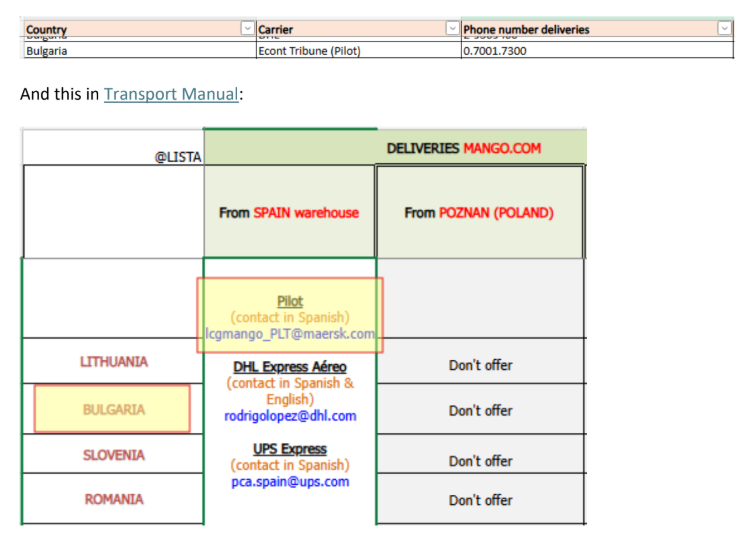 Country Carrier Phone number deliveries
Bulgaria Econt Tribune (Pilot) 0.7001.7300
And this in Transport Manual:
@LISTA DELIVERIES MANGO.COM
From SPAIN warehouse From POZNAN (POLAND)
Pilot
(contact in Spanish)
lcgmango_PLT@maersk.com
LITHUANIA DHL Express Aéreo Don't offer
(contact in Spanish &
English)
BULGARIA rodrigolopez@dhl.com Don't offer
SLOVENIA UPS Express Don't offer
(contact in Spanish)
pca.spain@ups.com
ROMANIA Don't offer